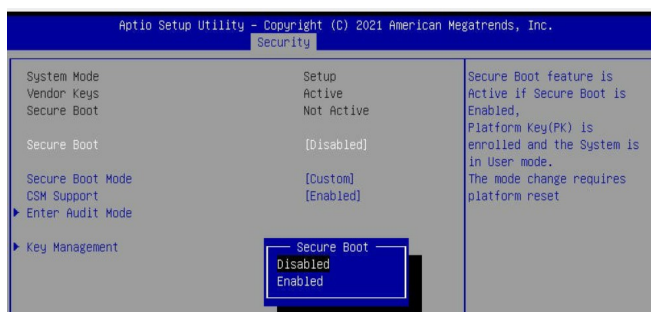 Aptio Setup Utility – Copyright (C) 2021 American Megatrends, Inc.
Security
System Mode Setup
Vendor Keys Active
Secure Boot Not Active
Secure Boot [Disabled]
Secure Boot Mode [Custom]
CSM Support [Enabled]
Enter Audit Mode
Key Management
Secure Boot
Disabled
Enabled
Secure Boot feature is
Active if Secure Boot is
Enabled,
Platform Key(PK) is
enrolled and the System is
in User mode.
The mode change requires
platform reset